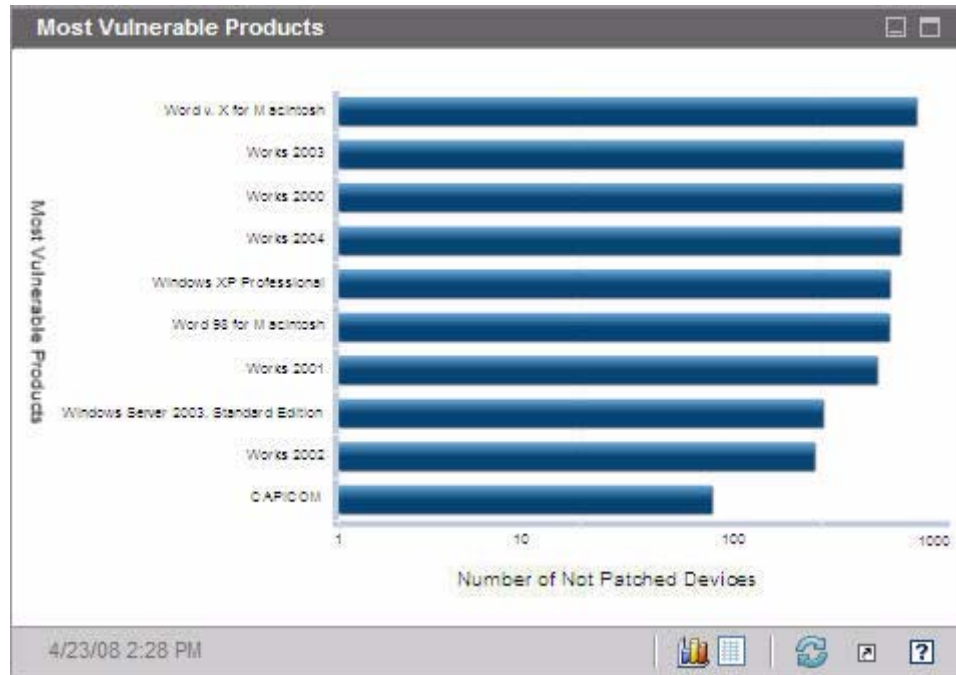 Most Vulnerable Products
Most Vulnerable Products
Word v. X for Macintosh
Works 2003
Works 2000
Works 2004
Windows XP Professional
Word 98 for Macintosh
Works 2001
Windows Server 2003, Standard Edition
Works 2002
CAPICOM
1 10 100 1000
Number of Not Patched Devices
4/23/08 2:28 PM
?